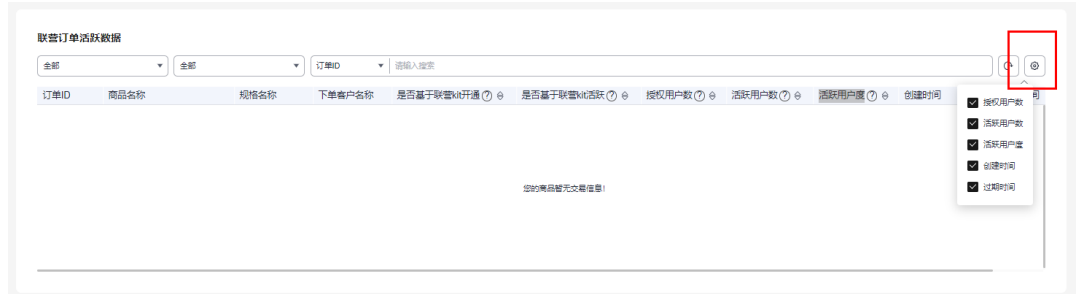 联营订单活跃数据
全部 全部 订单ID 请输入搜索
订单ID 商品名称 规格名称 下单客户名称 是否基于联营kit开通 是否基于联营kit活跃 授权用户数 活跃用户数 活跃用户度 创建时间 间
授权用户数
活跃用户数
活跃用户度
创建时间
过期时间
您的商品暂无交易信息!